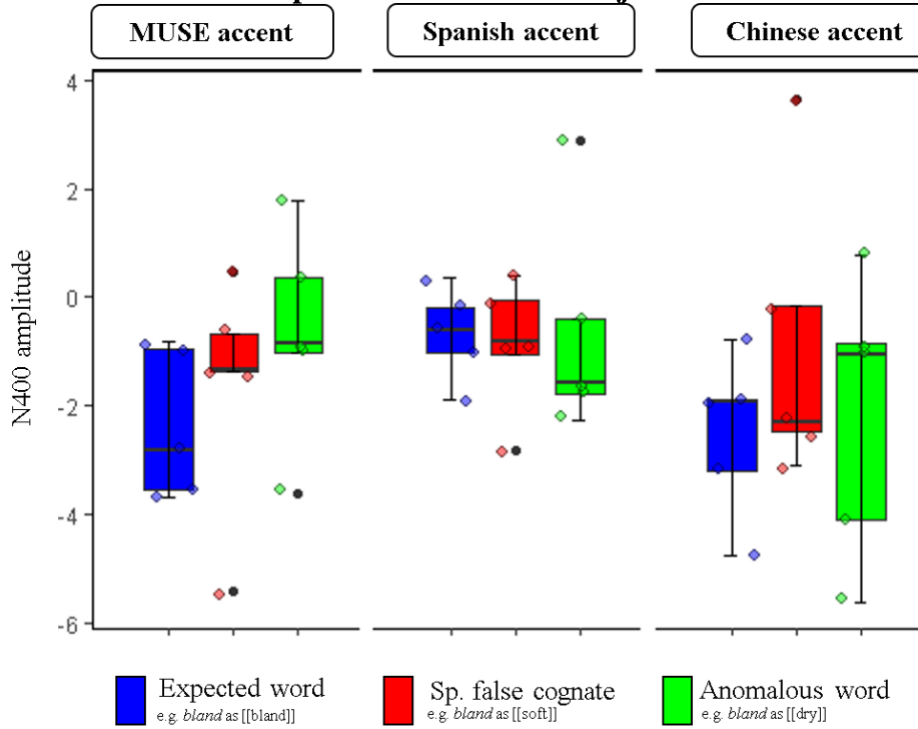 MUSE accent
Spanish accent
Chinese accent
N400 amplitude
4
2
0
-2
-4
-6
Expected word
e.g. bland as [[bland]]
Sp. false cognate
e.g. bland as [[soft]]
Anomalous word
e.g. bland as [[dry]]